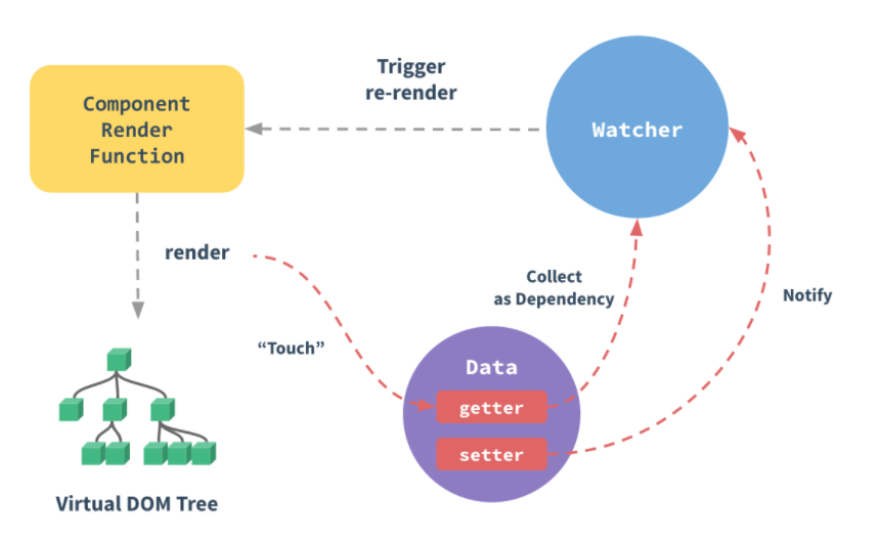 Trigger
re-render
Component
Render
Function
Watcher
render
Collect
as Dependency
Notify
“Touch”
Data
getter
setter
Virtual DOM Tree